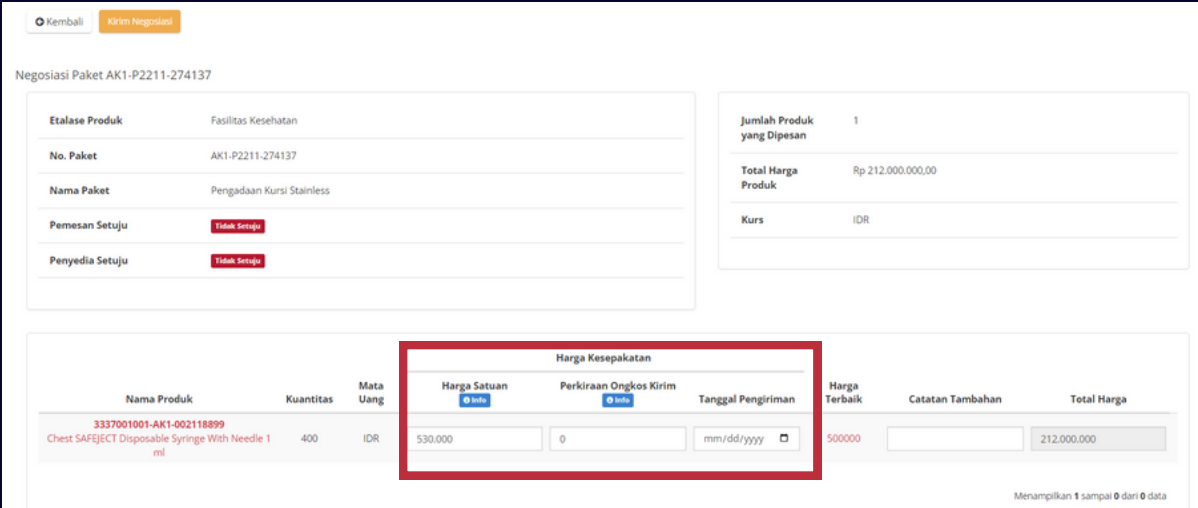 Kembali Kirim Negosiasi
Negosiasi Paket AK1-P2211-274137
Etalase Produk Fasilitas Kesehatan
No. Paket AK1-P2211-274137
Nama Paket Pengadaan Kursi Stainless
Pemesan Setuju Tidak Setuju
Penyedia Setuju Tidak Setuju
Jumlah Produk 1
yang Dipesan
Total Harga Rp 212.000.000,00
Produk
Kurs IDR
Harga Kesepakatan
Nama Produk Kuantitas Mata Uang Harga Satuan Info Perkiraan Ongkos Kirim Info Tanggal Pengiriman Harga Terbaik Catatan Tambahan Total Harga
3337001001-AK1-002118899
Chest SAFEJECT Disposable Syringe With Needle 1 400 IDR 530.000 0 mm/dd/yyyy 500000 212.000.000
ml
Menampilkan 1 sampai 0 dari 0 data